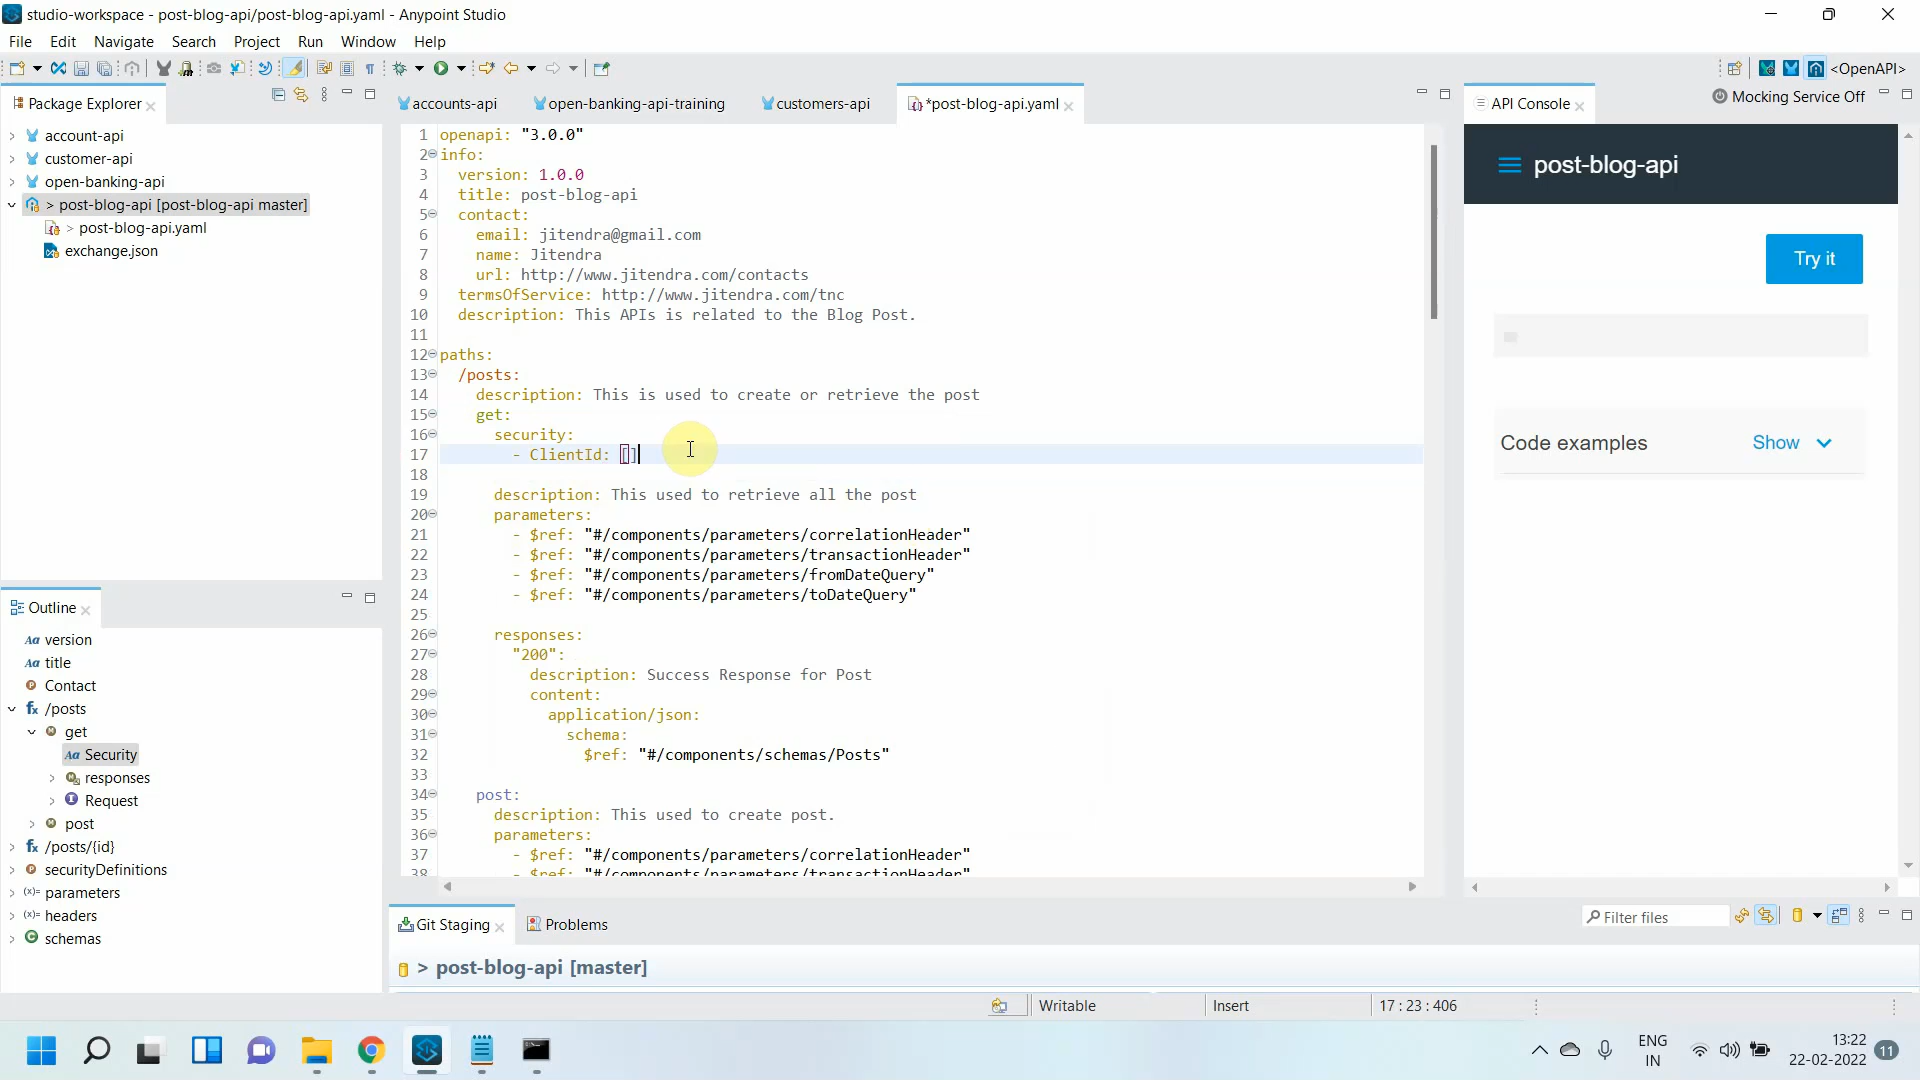 studio-workspace - post-blog-api/post-blog-api.yaml - Anypoint Studio
File Edit Navigate Search Project Run Window Help
<OpenAPI>
Package Explorer
account-api
customer-api
open-banking-api
> post-blog-api [post-blog-api master]
> post-blog-api.yaml
exchange.json
Outline
version
title
Contact
/posts
get
Security
responses
Request
post
/posts/{id}
securityDefinitions
parameters
headers
schemas
accounts-api open-banking-api-training customers-api *post-blog-api.yaml
1 openapi: "3.0.0"
2 info:
3 version: 1.0.0
4 title: post-blog-api
5 contact:
6 email: jitendra@gmail.com
7 name: Jitendra
8 url: http://www.jitendra.com/contacts
9 termsOfService: http://www.jitendra.com/tnc
10 description: This APIs is related to the Blog Post.
11
12 paths:
13 /posts:
14 description: This is used to create or retrieve the post
15 get:
16 security:
17 - ClientId: []
18
19 description: This used to retrieve all the post
20 parameters:
21 - $ref: "#/components/parameters/correlationHeader"
22 - $ref: "#/components/parameters/transactionHeader"
23 - $ref: "#/components/parameters/fromDateQuery"
24 - $ref: "#/components/parameters/toDateQuery"
25
26 responses:
27 "200":
28 description: Success Response for Post
29 content:
30 application/json:
31 schema:
32 $ref: "#/components/schemas/Posts"
33
34 post:
35 description: This used to create post.
36 parameters:
37 - $ref: "#/components/parameters/correlationHeader"
38 - $ref: "#/components/parameters/transactionHeader"
API Console
Mocking Service Off
post-blog-api
Try it
Code examples Show
Git Staging Problems
Filter files
> post-blog-api [master]
Writable Insert 17 : 23 : 406
ENG
IN
13:22
22-02-2022
11